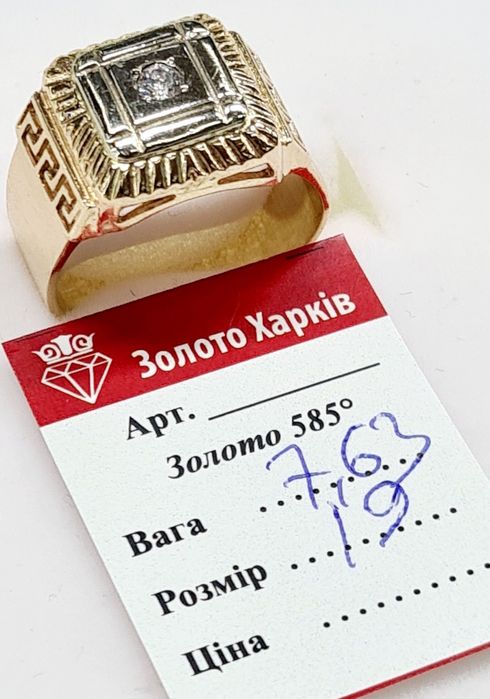 Золото Харків
Арт.
Золото 585°
Вага 7,63
Розмір 19
Ціна